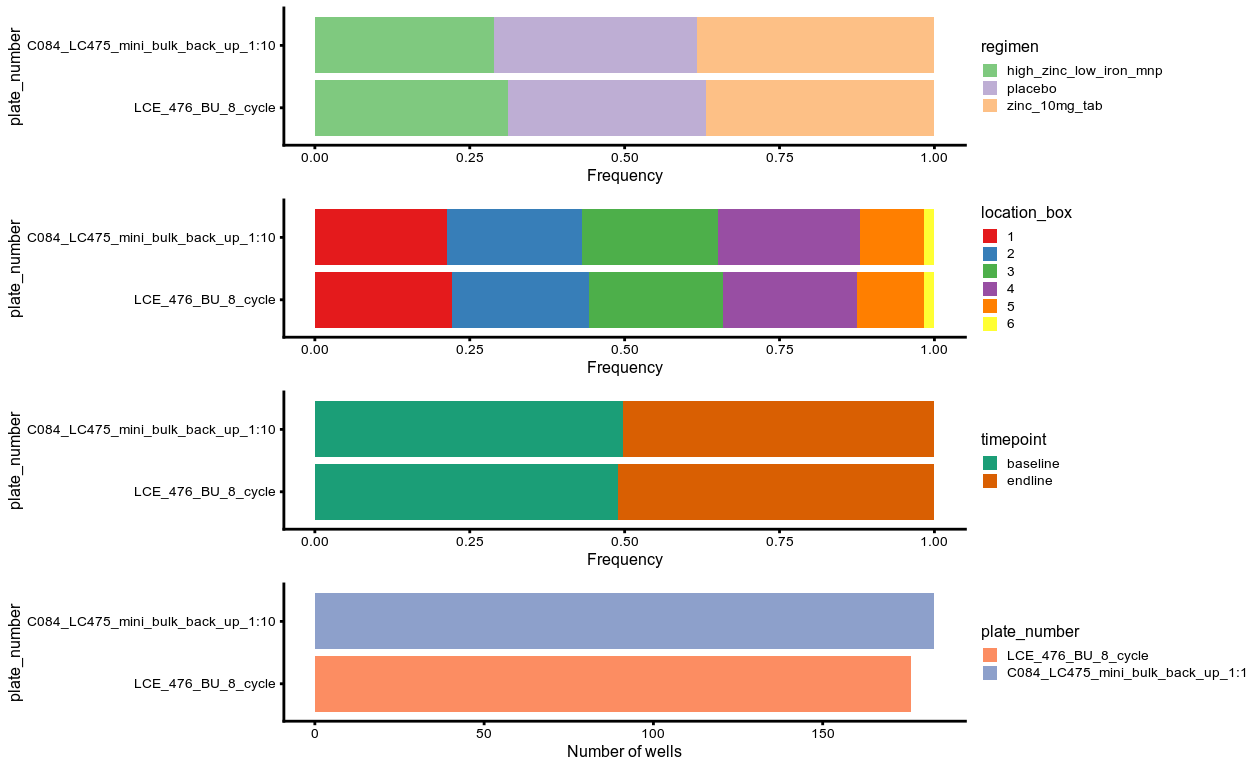 plate_number
C084_LC475_mini_bulk_back_up_1:10
LCE_476_BU_8_cycle
0.00 0.25 0.50 0.75 1.00
Frequency
regimen
high_zinc_low_iron_mnp
placebo
zinc_10mg_tab
plate_number
C084_LC475_mini_bulk_back_up_1:10
LCE_476_BU_8_cycle
0.00 0.25 0.50 0.75 1.00
Frequency
location_box
1
2
3
4
5
6
plate_number
C084_LC475_mini_bulk_back_up_1:10
LCE_476_BU_8_cycle
0.00 0.25 0.50 0.75 1.00
Frequency
timepoint
baseline
endline
plate_number
C084_LC475_mini_bulk_back_up_1:10
LCE_476_BU_8_cycle
0 50 100 150
Number of wells
plate_number
LCE_476_BU_8_cycle
C084_LC475_mini_bulk_back_up_1:1